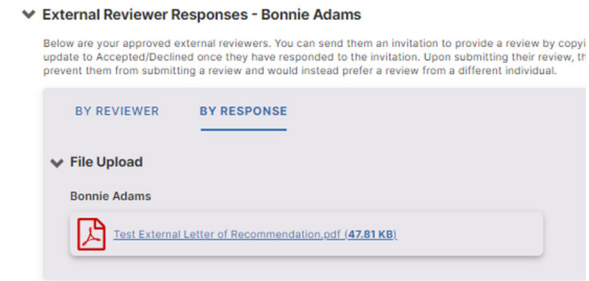 External Reviewer Responses - Bonnie Adams
Below are your approved external reviewers. You can send them an invitation to provide a review by copyi
update to Accepted/Declined once they have responded to the invitation. Upon submitting their review, th
prevent them from submitting a review and would instead prefer a review from a different individual.
BY REVIEWER BY RESPONSE
File Upload
Bonnie Adams
Test External Letter of Recommendation.pdf (47.81 KB)